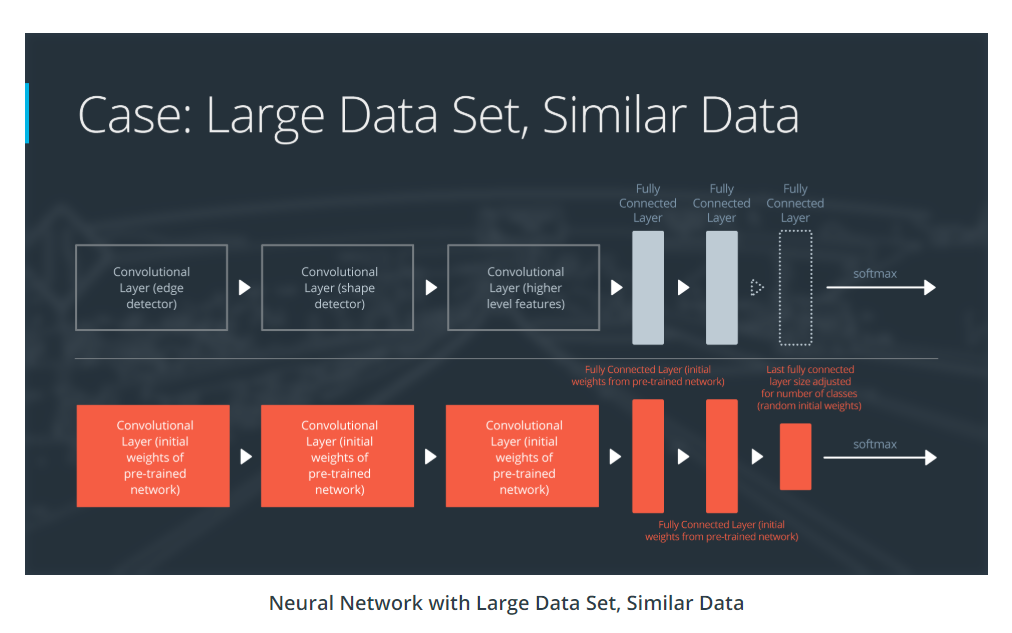 Case: Large Data Set, Similar Data
Fully
Connected
Layer
Fully
Connected
Layer
Fully
Connected
Layer
Convolutional
Layer (edge
detector)
Convolutional
Layer (shape
detector)
Convolutional
Layer (higher
level features)
softmax
Fully Connected Layer (initial
weights from pre-trained network)
Last fully connected
layer size adjusted
for number of classes
(random initial weights)
Convolutional
Layer (initial
weights of
pre-trained
network)
Convolutional
Layer (initial
weights of
pre-trained
network)
Convolutional
Layer (initial
weights of
pre-trained
network)
softmax
Fully Connected Layer (initial
weights from pre-trained network)
Neural Network with Large Data Set, Similar Data